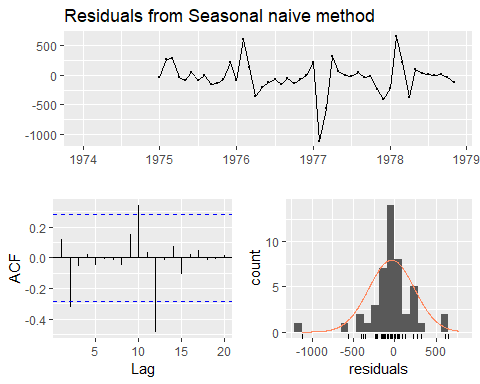 Residuals from Seasonal naive method
500
0
-500
-1000
1974 1975 1976 1977 1978 1979
ACF
0.2
0.0
-0.2
-0.4
5 10 15 20
Lag
count
10
5
0
-1000 -500 0 500
residuals